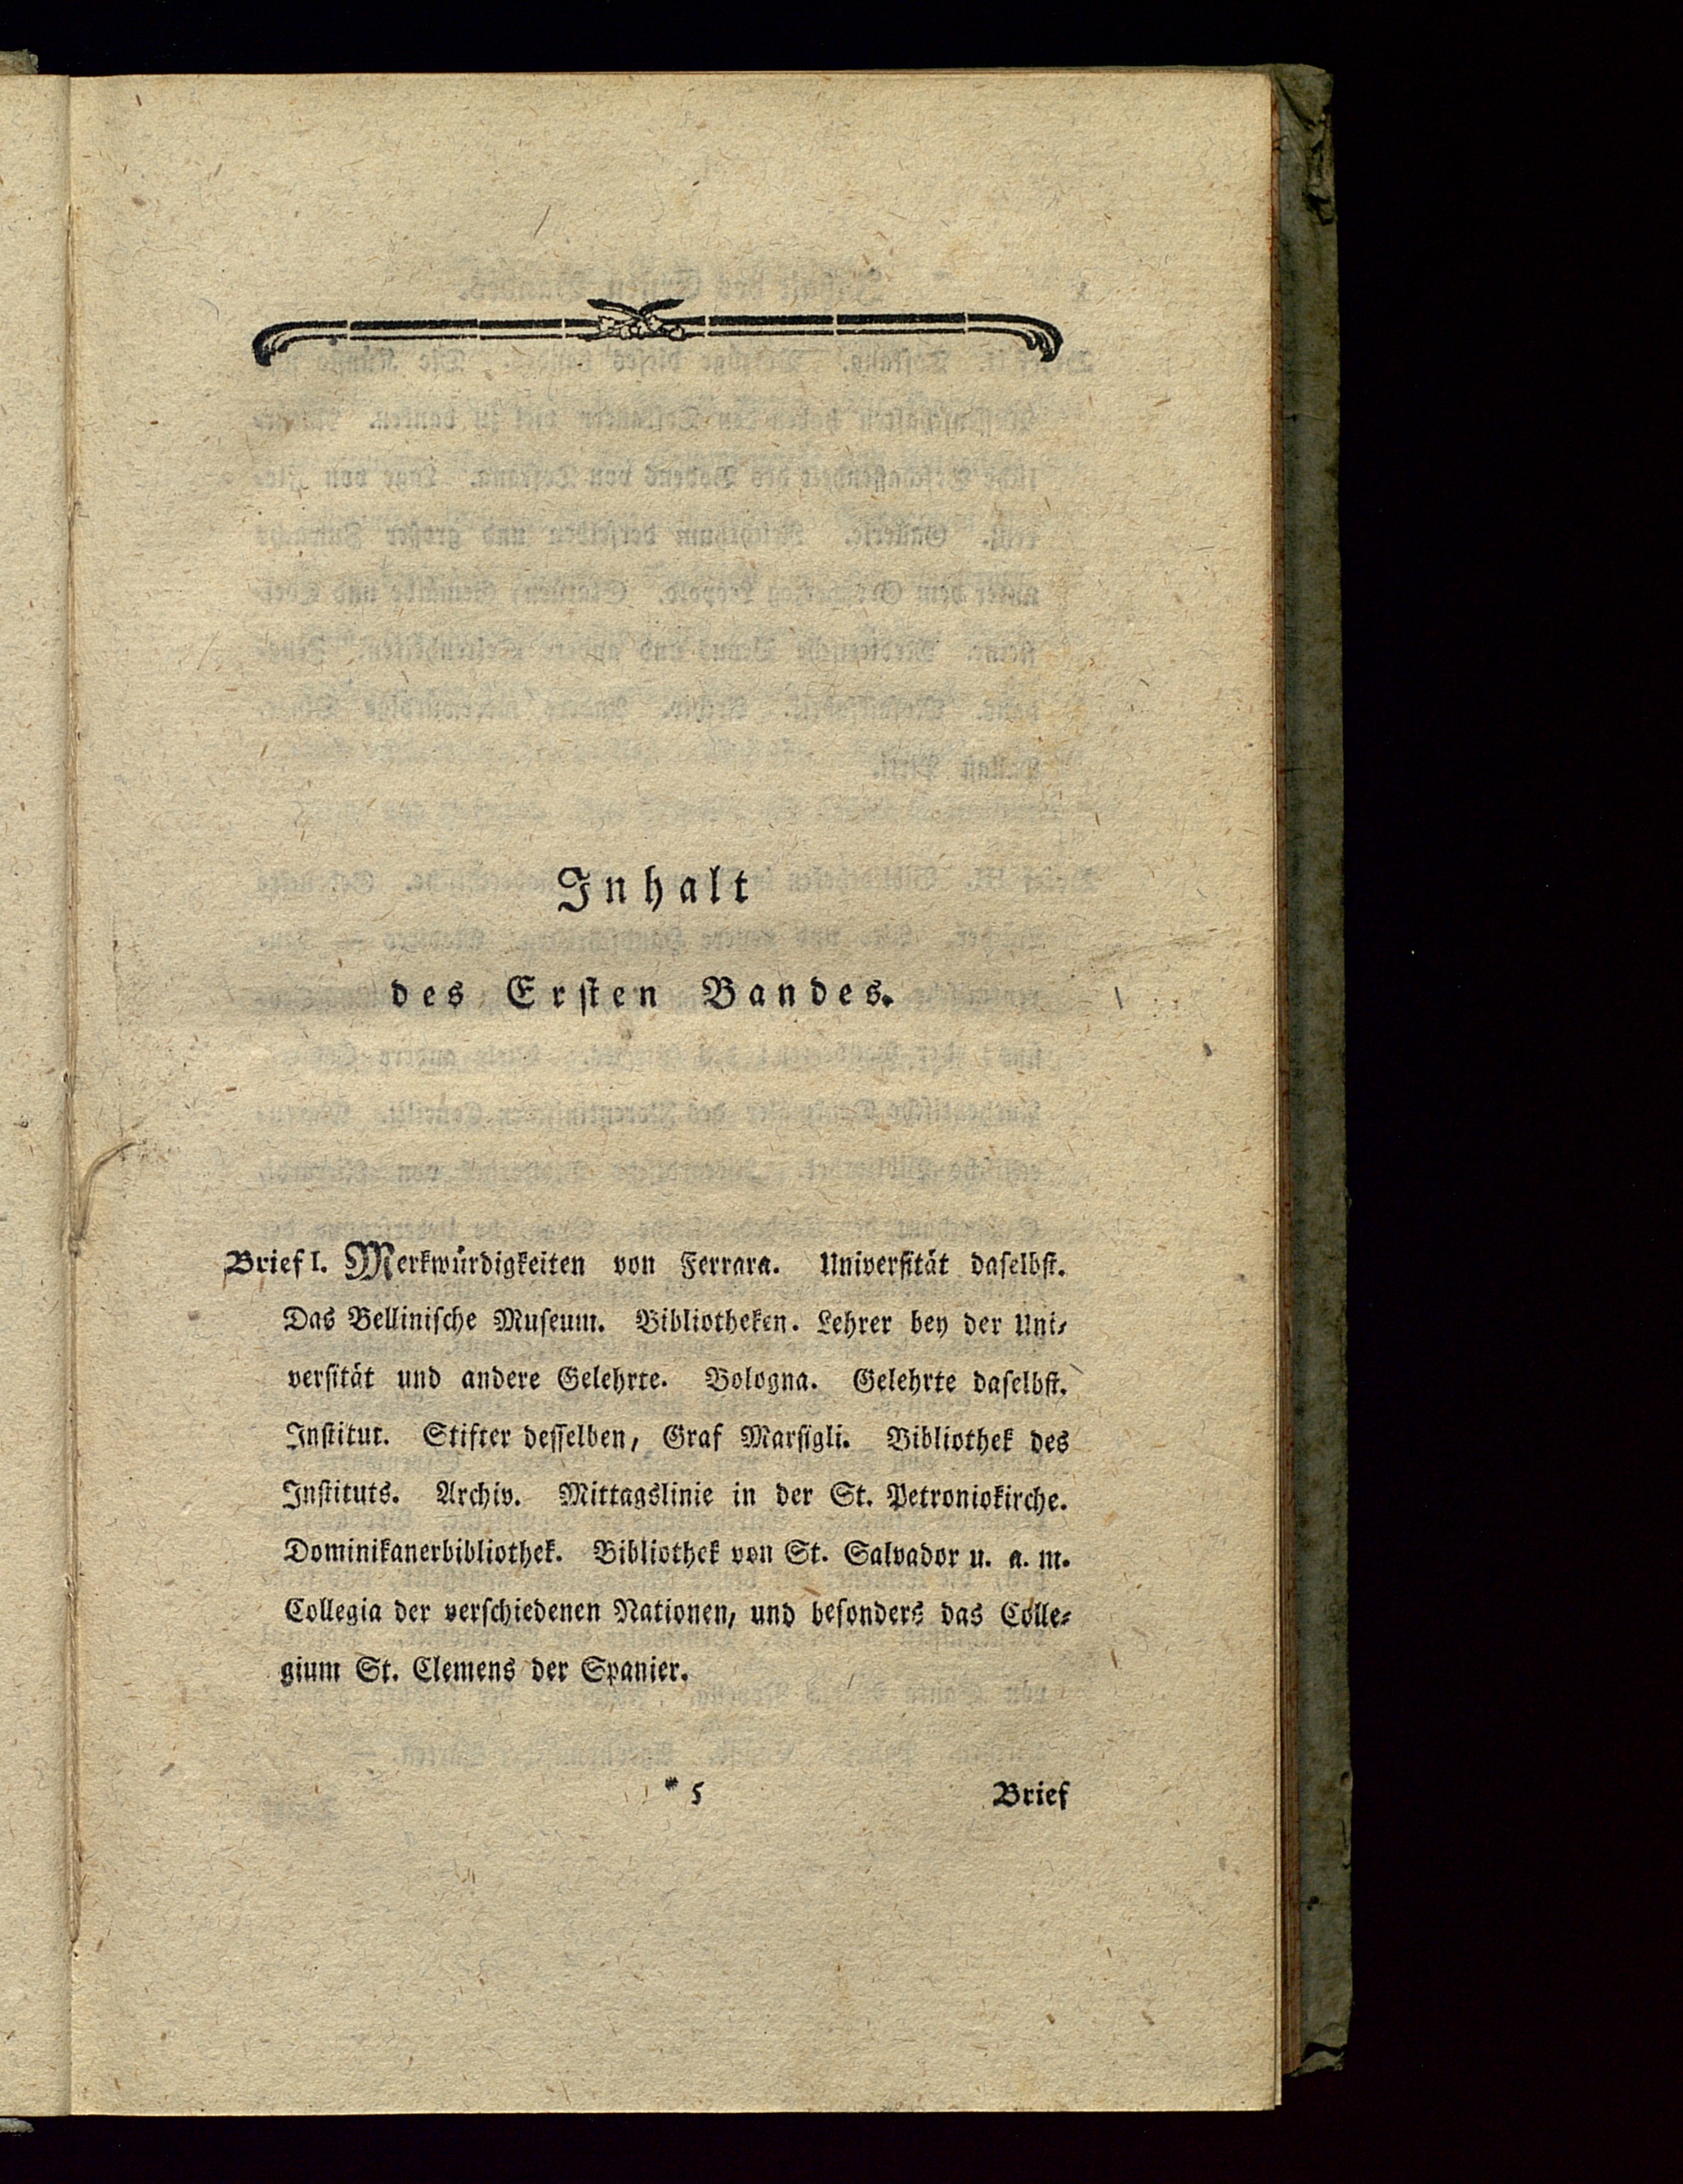 Inhalt
des Ersten Bandes.
Brief I. Merkwürdigkeiten von Ferrara. Universität daselbst.
Das Bellinische Museum. Bibliotheken. Lehrer bey der Uni-
versität und andere Gelehrte. Bologna. Gelehrte daselbst.
Institut. Stifter desselben, Graf Marsigli. Bibliothek des
Instituts. Archiv. Mittagslinie in der St. Petroniokirche.
Dominikanerbibliothek. Bibliothek von St. Salvador u. a. m.
Collegia der verschiedenen Nationen, und besonders das Colle-
gium St. Clemens der Spanier.
* 5 Brief